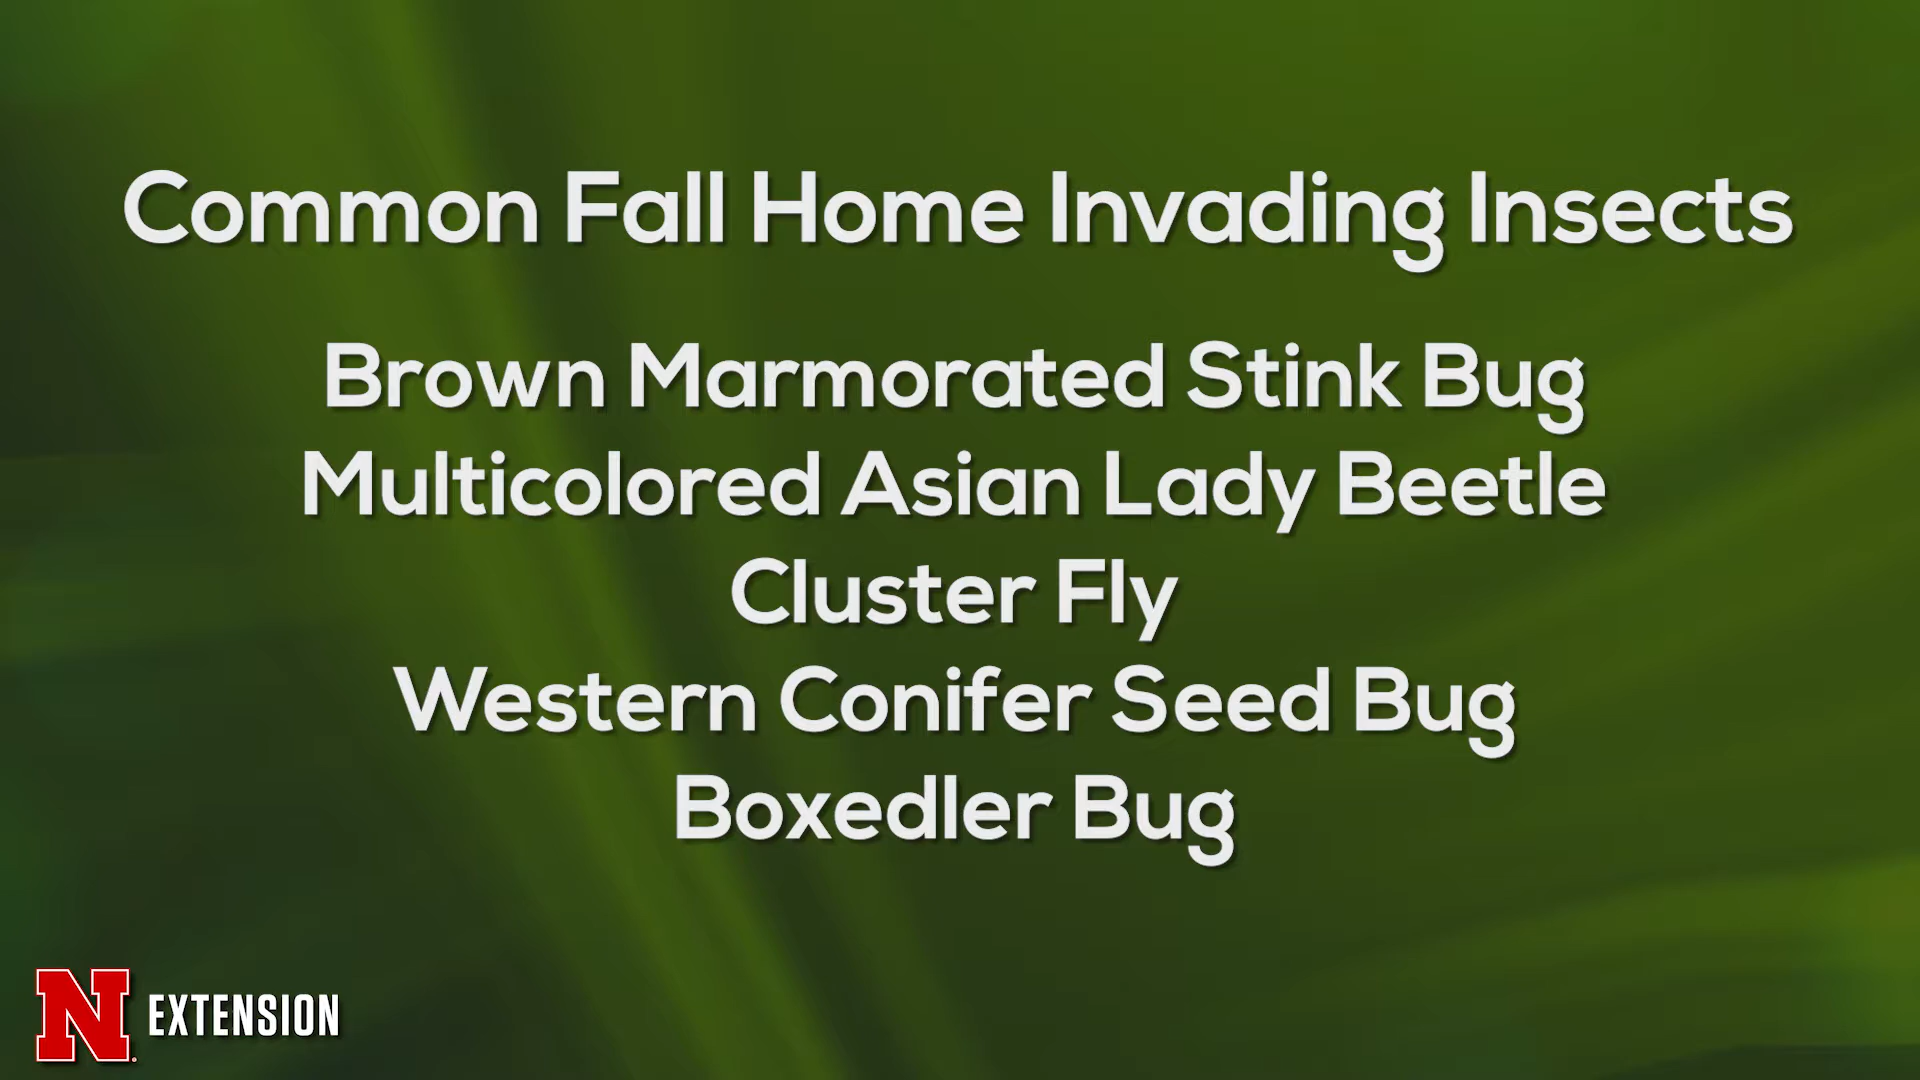 Common Fall Home Invading Insects
Brown Marmorated Stink Bug
Multicolored Asian Lady Beetle
Cluster Fly
Western Conifer Seed Bug
Boxedler Bug
N EXTENSION